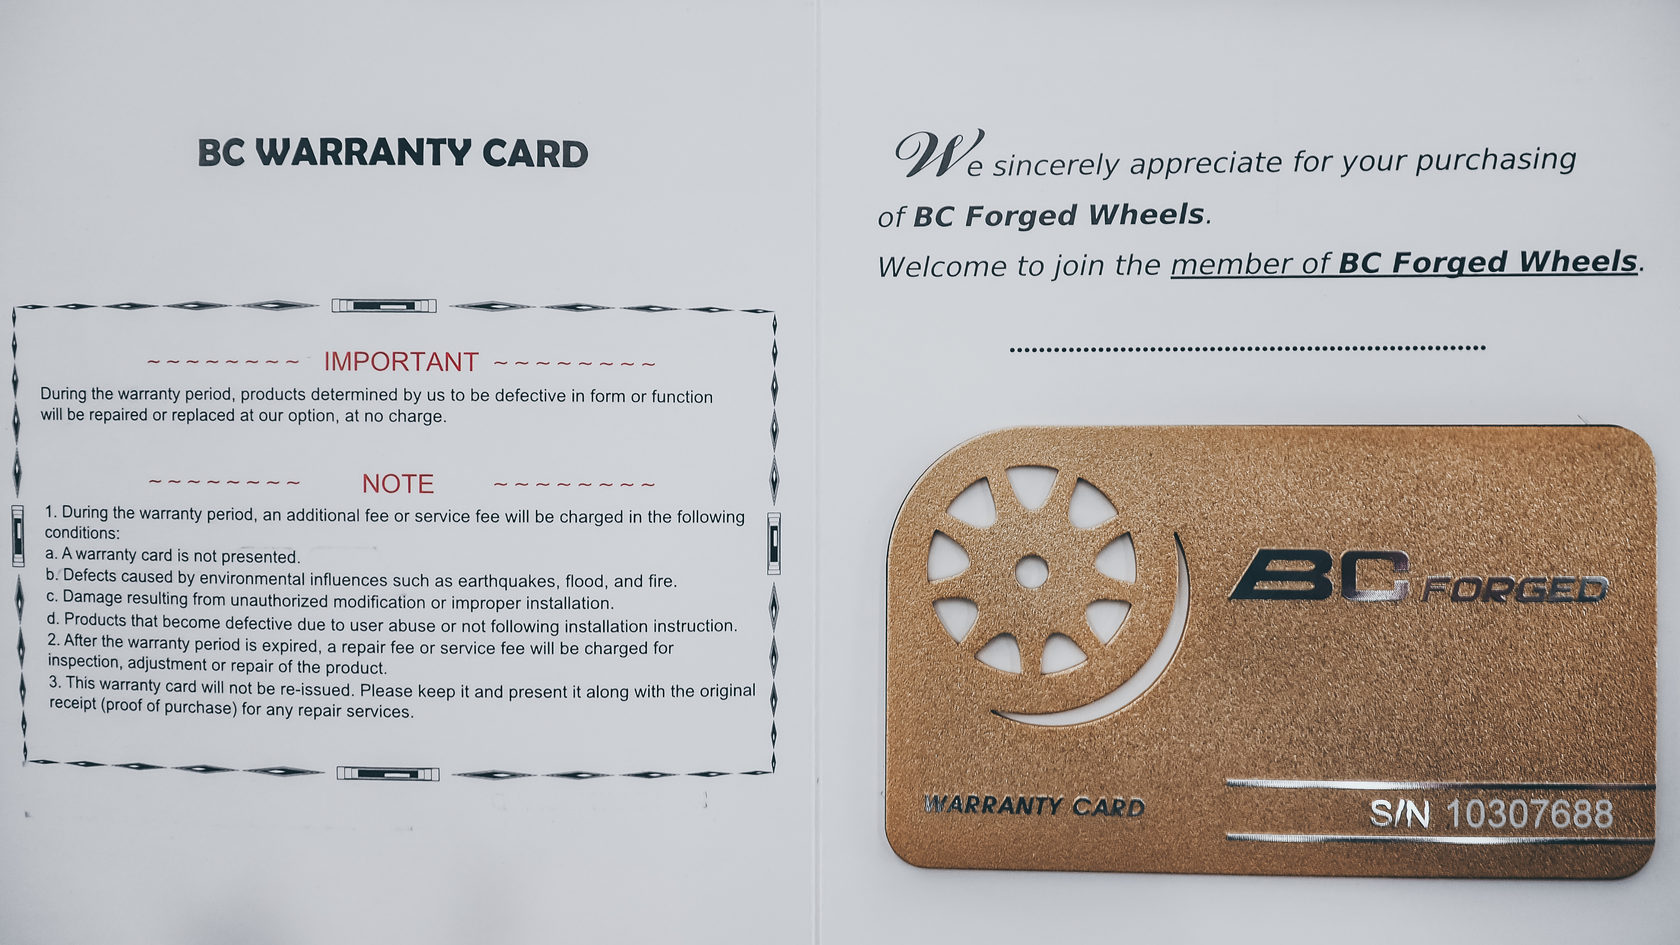 BC WARRANTY CARD
~ ~ ~ ~ ~ ~ ~ ~ IMPORTANT ~ ~ ~ ~ ~ ~ ~ ~
During the warranty period, products determined by us to be defective in form or function
will be repaired or replaced at our option, at no charge.
~ ~ ~ ~ ~ ~ ~ ~ NOTE ~ ~ ~ ~ ~ ~ ~ ~
1. During the warranty period, an additional fee or service fee will be charged in the following
conditions:
a. A warranty card is not presented.
b. Defects caused by environmental influences such as earthquakes, flood, and fire.
c. Damage resulting from unauthorized modification or improper installation.
d. Products that become defective due to user abuse or not following installation instruction.
2. After the warranty period is expired, a repair fee or service fee will be charged for
inspection, adjustment or repair of the product.
3. This warranty card will not be re-issued. Please keep it and present it along with the original
receipt (proof of purchase) for any repair services.
We sincerely appreciate for your purchasing
of BC Forged Wheels.
Welcome to join the member of BC Forged Wheels.
BC FORGED
WARRANTY CARD
S/N 10307688